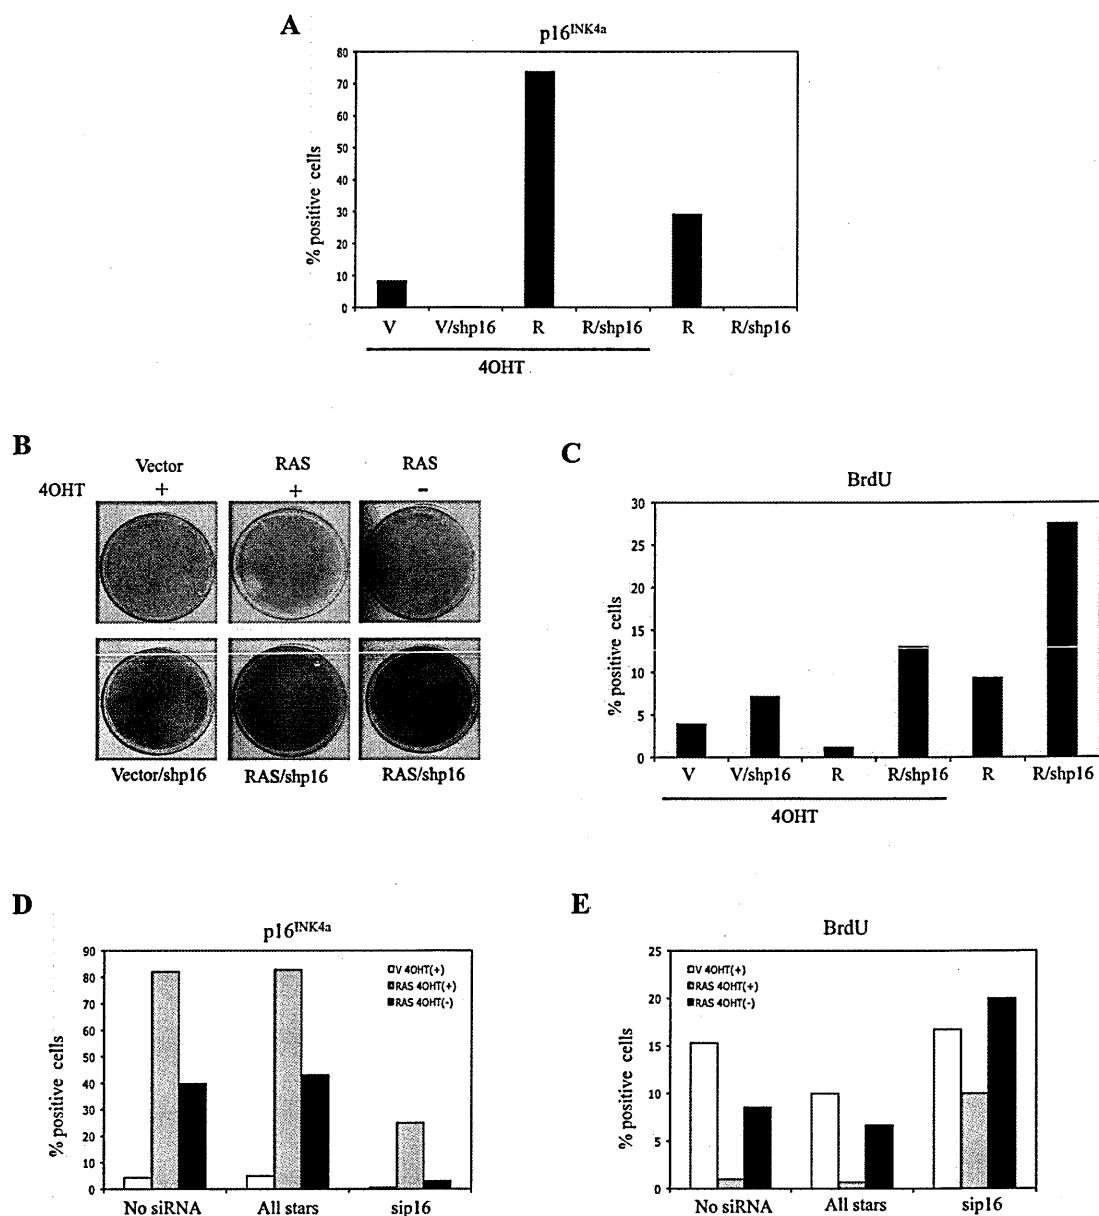 A
p16INK4a
80
70
60
50
40
30
20
10
0
% positive cells
V V/shp16 R R/shp16 R R/shp16
4OHT
B
Vector RAS RAS
4OHT + + -
Vector/shp16 RAS/shp16 RAS/shp16
C
BrdU
30
25
20
15
10
5
0
% positive cells
V V/shp16 R R/shp16 R R/shp16
4OHT
D
p16INK4a
90
80
70
60
50
40
30
20
10
0
% positive cells
V 4OHT(+)
RAS 4OHT(+)
RAS 4OHT(-)
No siRNA All stars sip16
E
BrdU
25
20
15
10
5
0
% positive cells
V 4OHT(+)
RAS 4OHT(+)
RAS 4OHT(-)
No siRNA All stars sip16